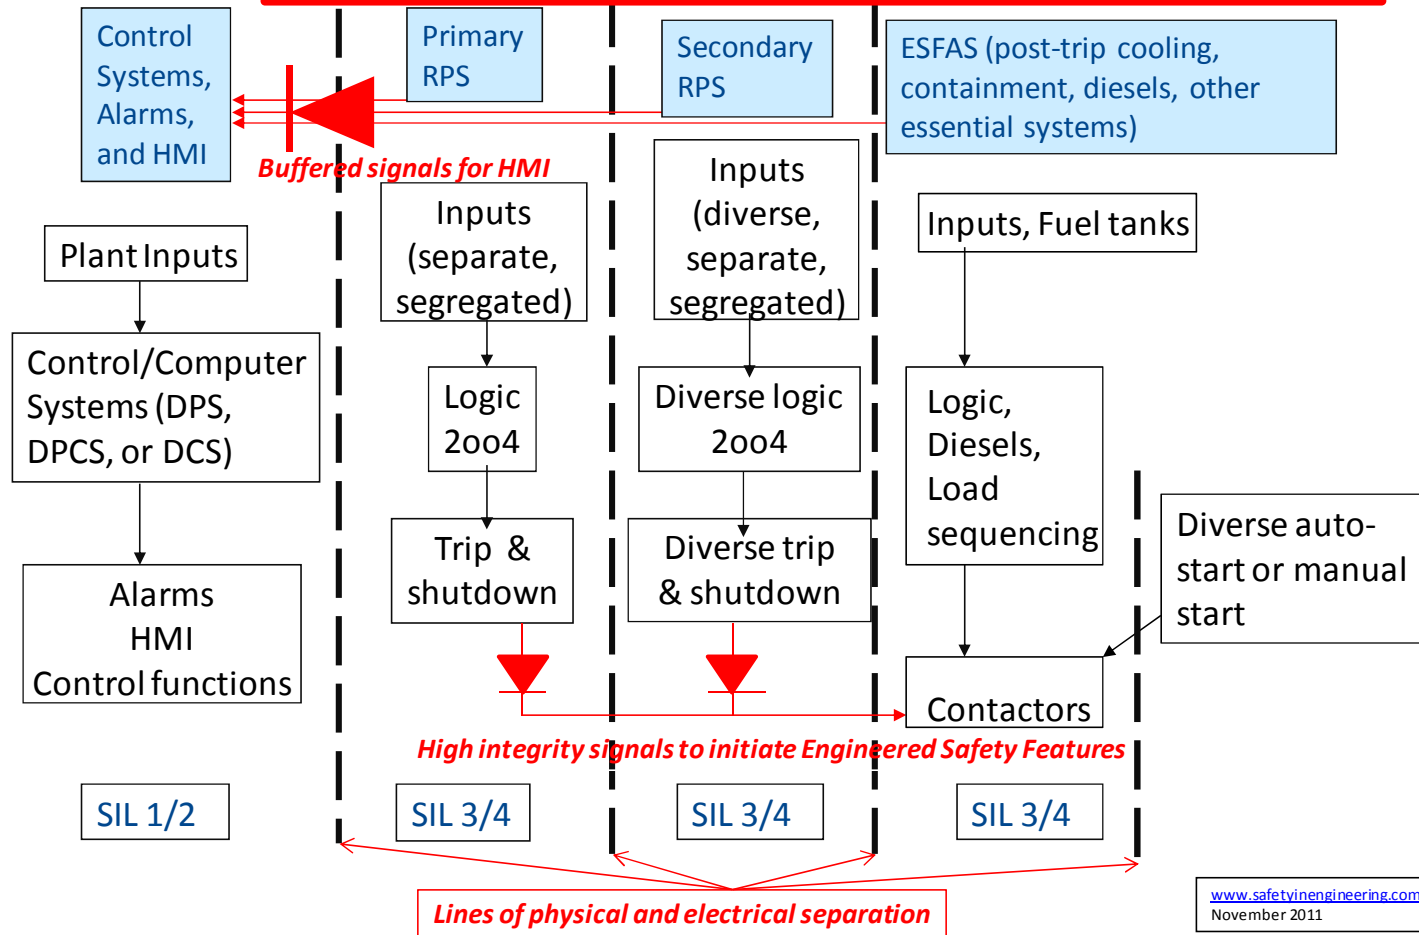 Control
Systems,
Alarms,
and HMI
Primary
RPS
Secondary
RPS
ESFAS (post-trip cooling,
containment, diesels, other
essential systems)
Buffered signals for HMI
Plant Inputs
Control/Computer
Systems (DPS,
DPCS, or DCS)
Alarms
HMI
Control functions
Inputs
(separate,
segregated)
Logic
2oo4
Trip &
shutdown
Inputs
(diverse,
separate,
segregated)
Diverse logic
2oo4
Diverse trip
& shutdown
Inputs, Fuel tanks
Logic,
Diesels,
Load
sequencing
Contactors
Diverse auto-
start or manual
start
High integrity signals to initiate Engineered Safety Features
SIL 1/2
SIL 3/4
SIL 3/4
SIL 3/4
Lines of physical and electrical separation
www.safetyinengineering.com
November 2011